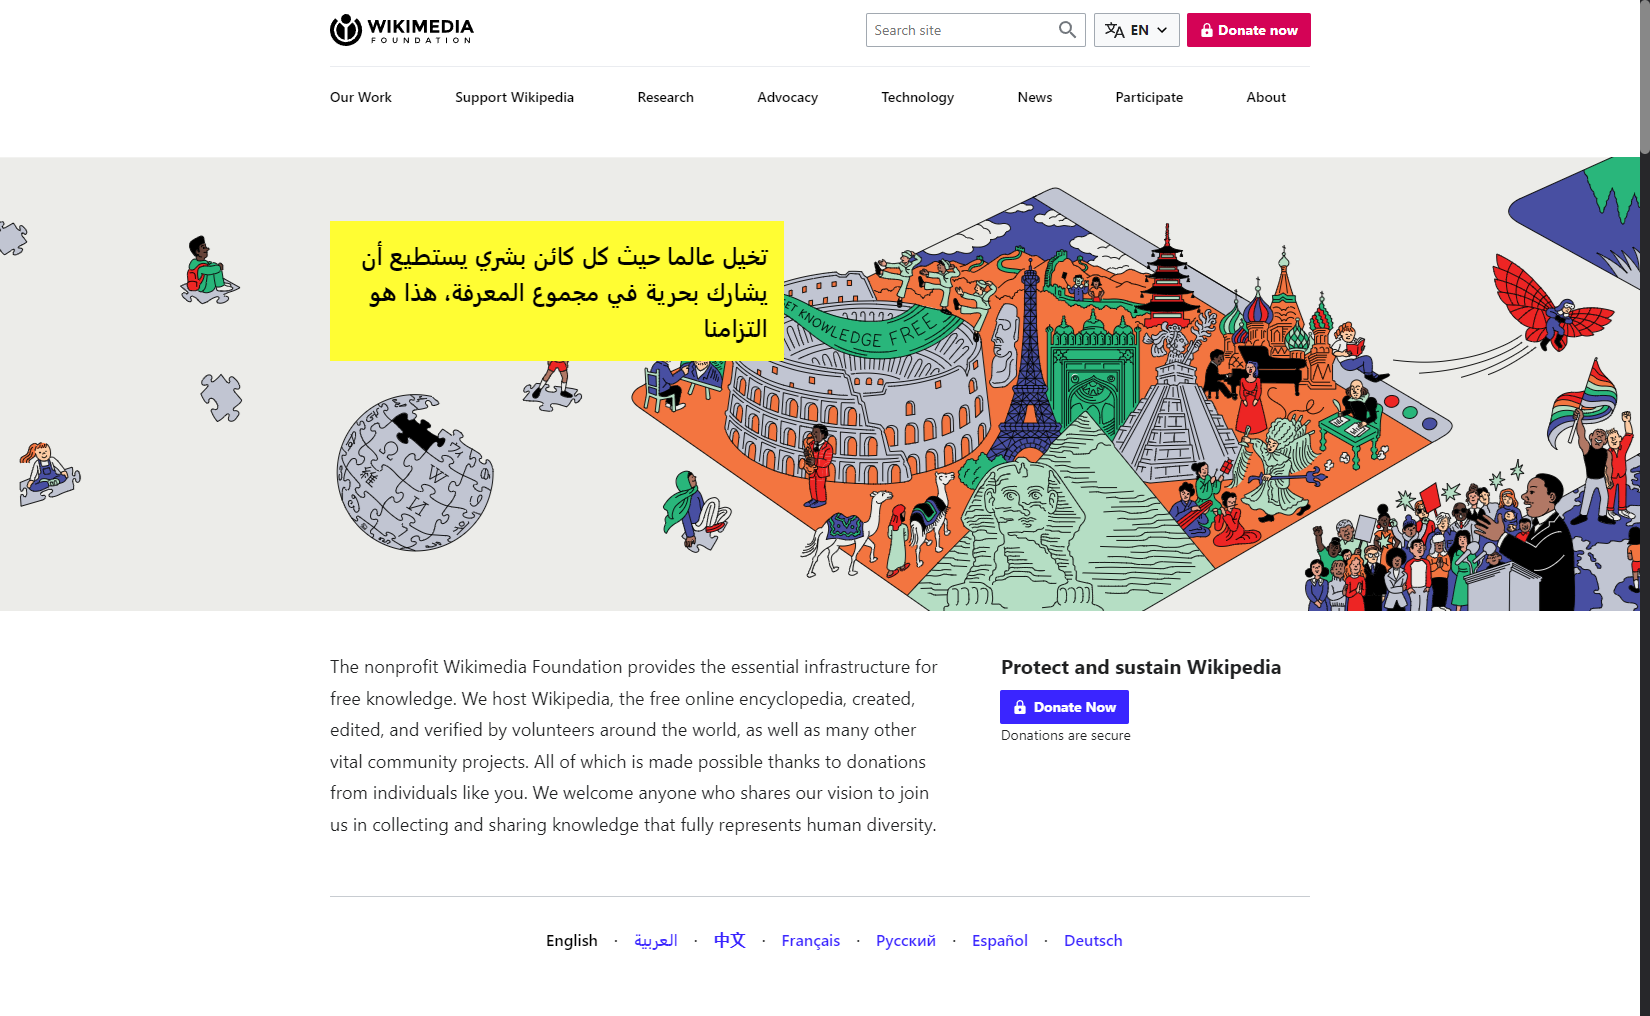 WIKIMEDIA
FOUNDATION
Search site
EN
Donate now
Our Work
Support Wikipedia
Research
Advocacy
Technology
News
Participate
About
تخيل عالما حيث كل كائن بشري يستطيع أن
يشارك بحرية في مجموع المعرفة، هذا هو
التزامنا
GET KNOWLEDGE FREE
W
И
The nonprofit Wikimedia Foundation provides the essential infrastructure for
free knowledge. We host Wikipedia, the free online encyclopedia, created,
edited, and verified by volunteers around the world, as well as many other
vital community projects. All of which is made possible thanks to donations
from individuals like you. We welcome anyone who shares our vision to join
us in collecting and sharing knowledge that fully represents human diversity.
Protect and sustain Wikipedia
Donate Now
Donations are secure
English · العربية · 中文 · Français · Русский · Español · Deutsch